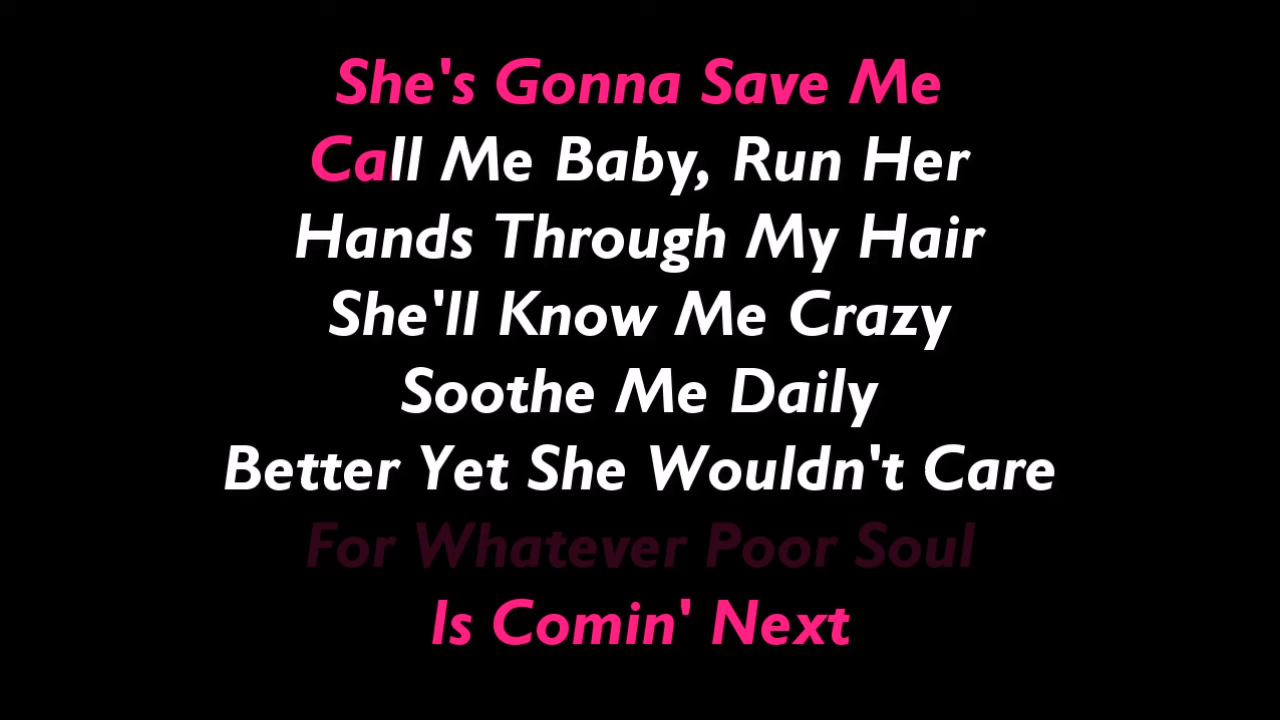 She's Gonna Save Me
Call Me Baby, Run Her
Hands Through My Hair
She'll Know Me Crazy
Soothe Me Daily
Better Yet She Wouldn't Care
For Whatever Poor Soul
Is Comin' Next